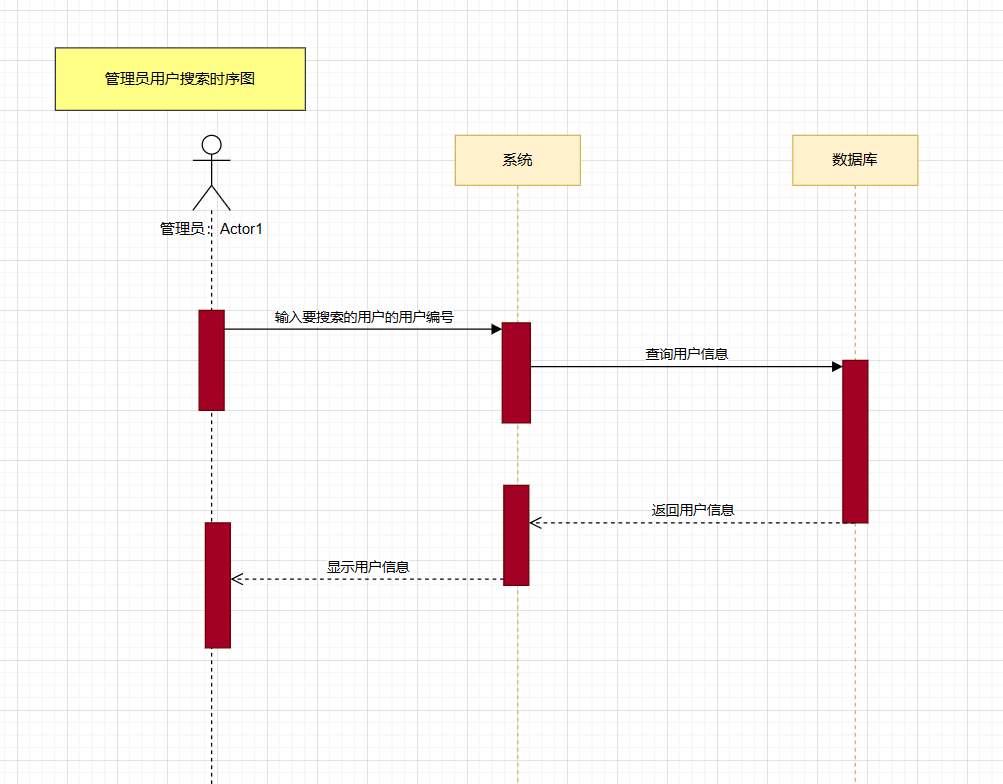 管理员用户搜索时序图
系统
数据库
管理员：Actor1
输入要搜索的用户的用户编号
查询用户信息
返回用户信息
显示用户信息